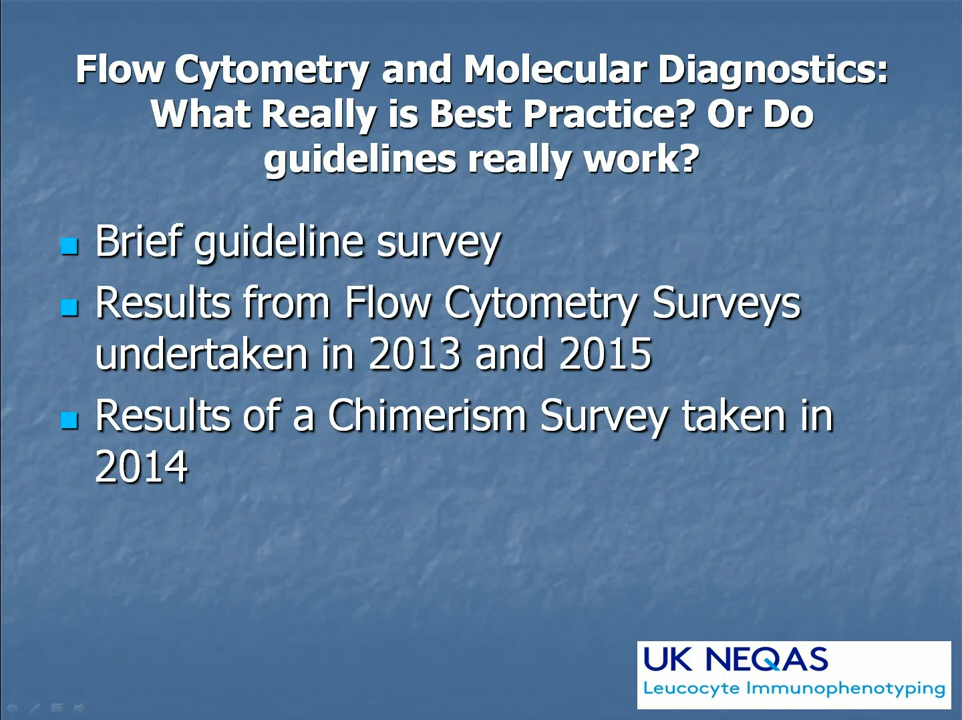 Flow Cytometry and Molecular Diagnostics:
What Really is Best Practice? Or Do
guidelines really work?
Brief guideline survey
Results from Flow Cytometry Surveys
undertaken in 2013 and 2015
Results of a Chimerism Survey taken in
2014
UK NEQAS
Leucocyte Immunophenotyping